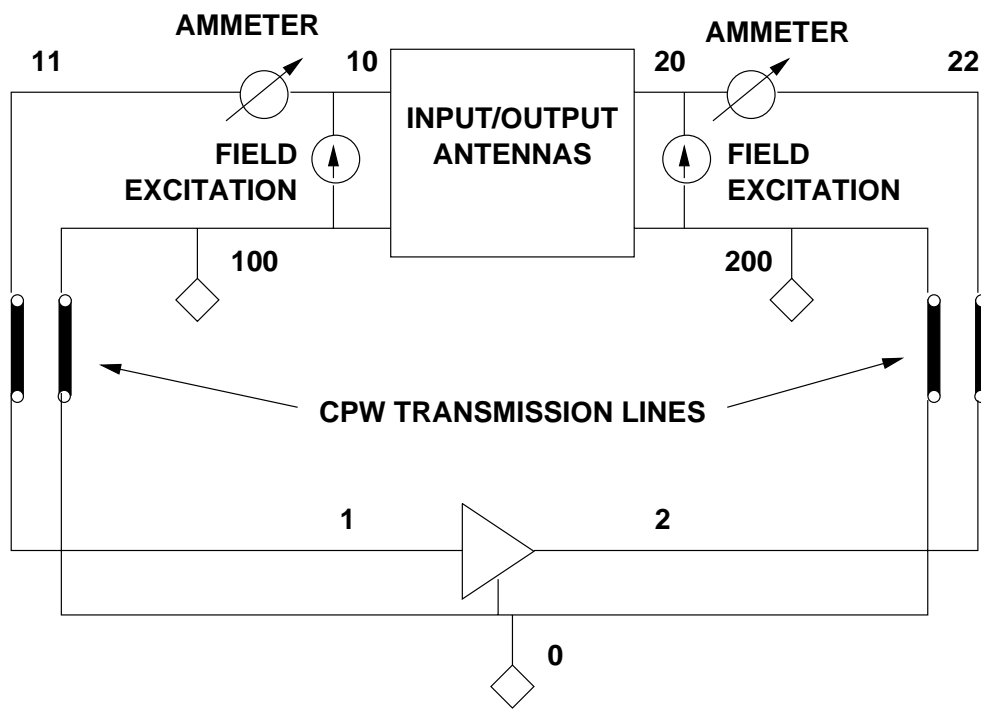 AMMETER
AMMETER
11
10
20
22
INPUT/OUTPUT
ANTENNAS
FIELD
EXCITATION
FIELD
EXCITATION
100
200
CPW TRANSMISSION LINES
1
2
0